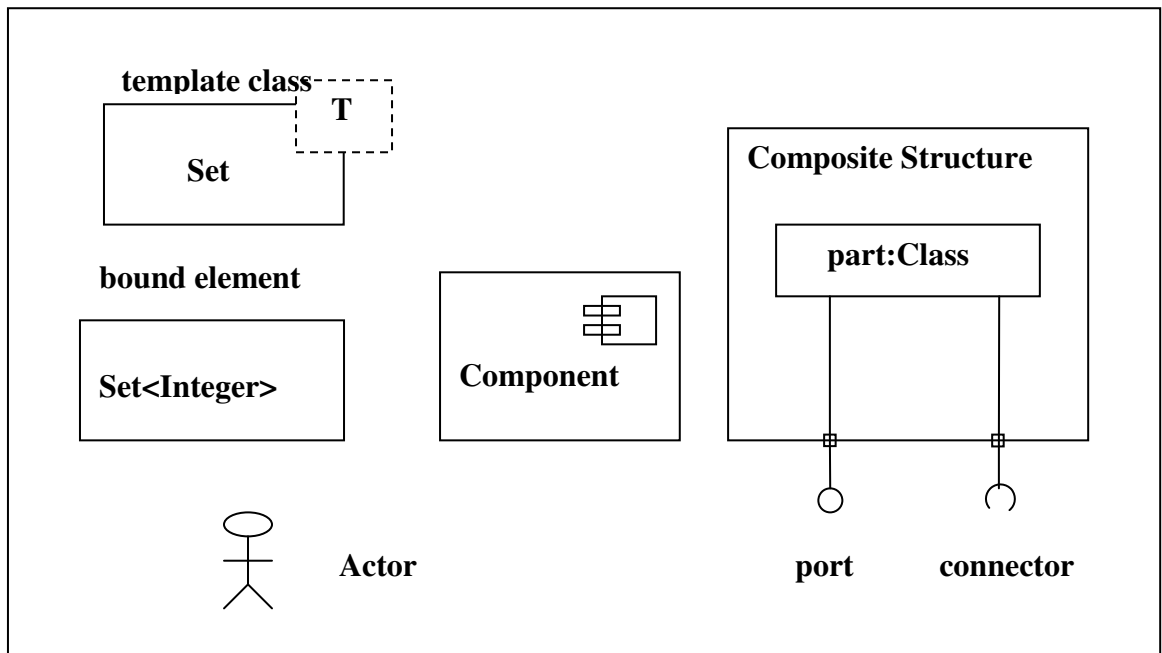 template class
T
Set
bound element
Set<Integer>
Component
Composite Structure
part:Class
Actor
port
connector